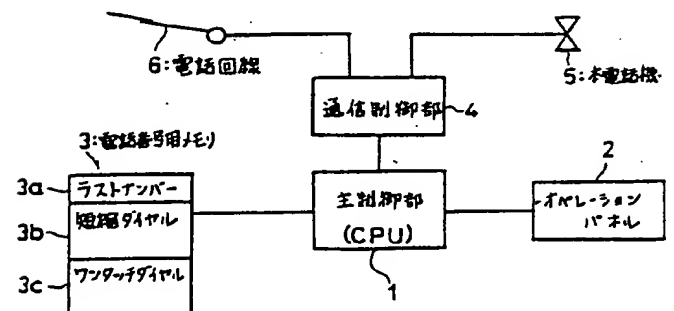 6:電話回線
5:本電話機
通信制御部
4
3:電話番号用メモリ
2
3a
ラストナンバー
主制御部
(CPU)
オペレーション
パネル
3b
短縮ダイヤル
3c
ワンタッチダイヤル
1